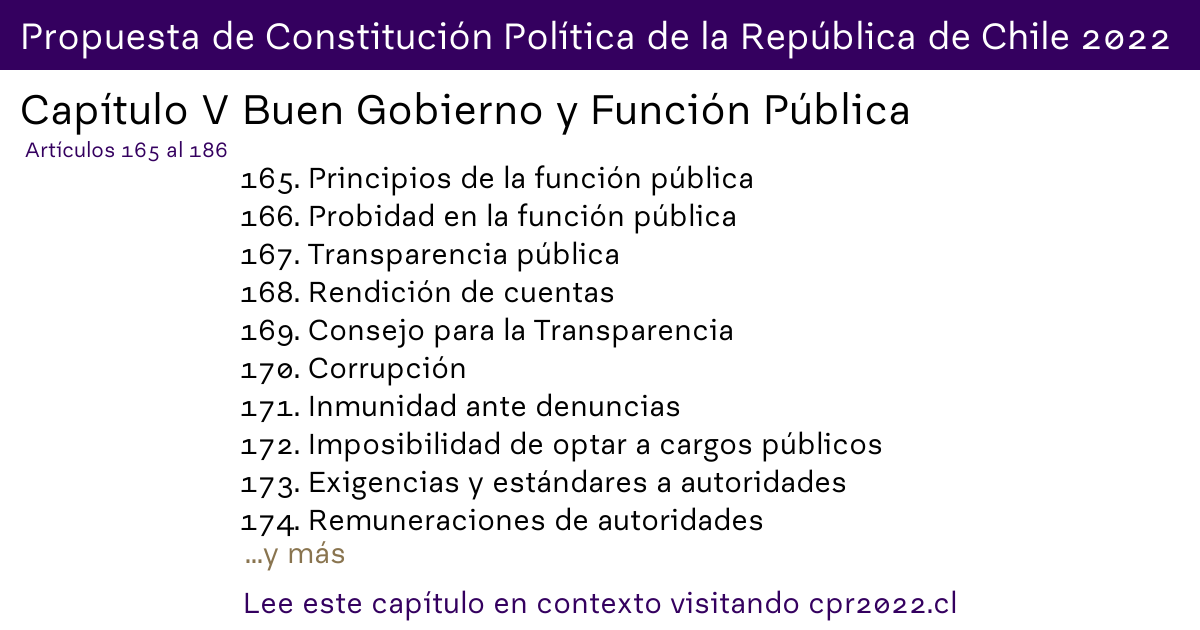 Propuesta de Constitución Política de la República de Chile 2022
Capítulo V Buen Gobierno y Función Pública
Artículos 165 al 186
165. Principios de la función pública
166. Probidad en la función pública
167. Transparencia pública
168. Rendición de cuentas
169. Consejo para la Transparencia
170. Corrupción
171. Inmunidad ante denuncias
172. Imposibilidad de optar a cargos públicos
173. Exigencias y estándares a autoridades
174. Remuneraciones de autoridades
...y más
Lee este capítulo en contexto visitando cpr2022.cl